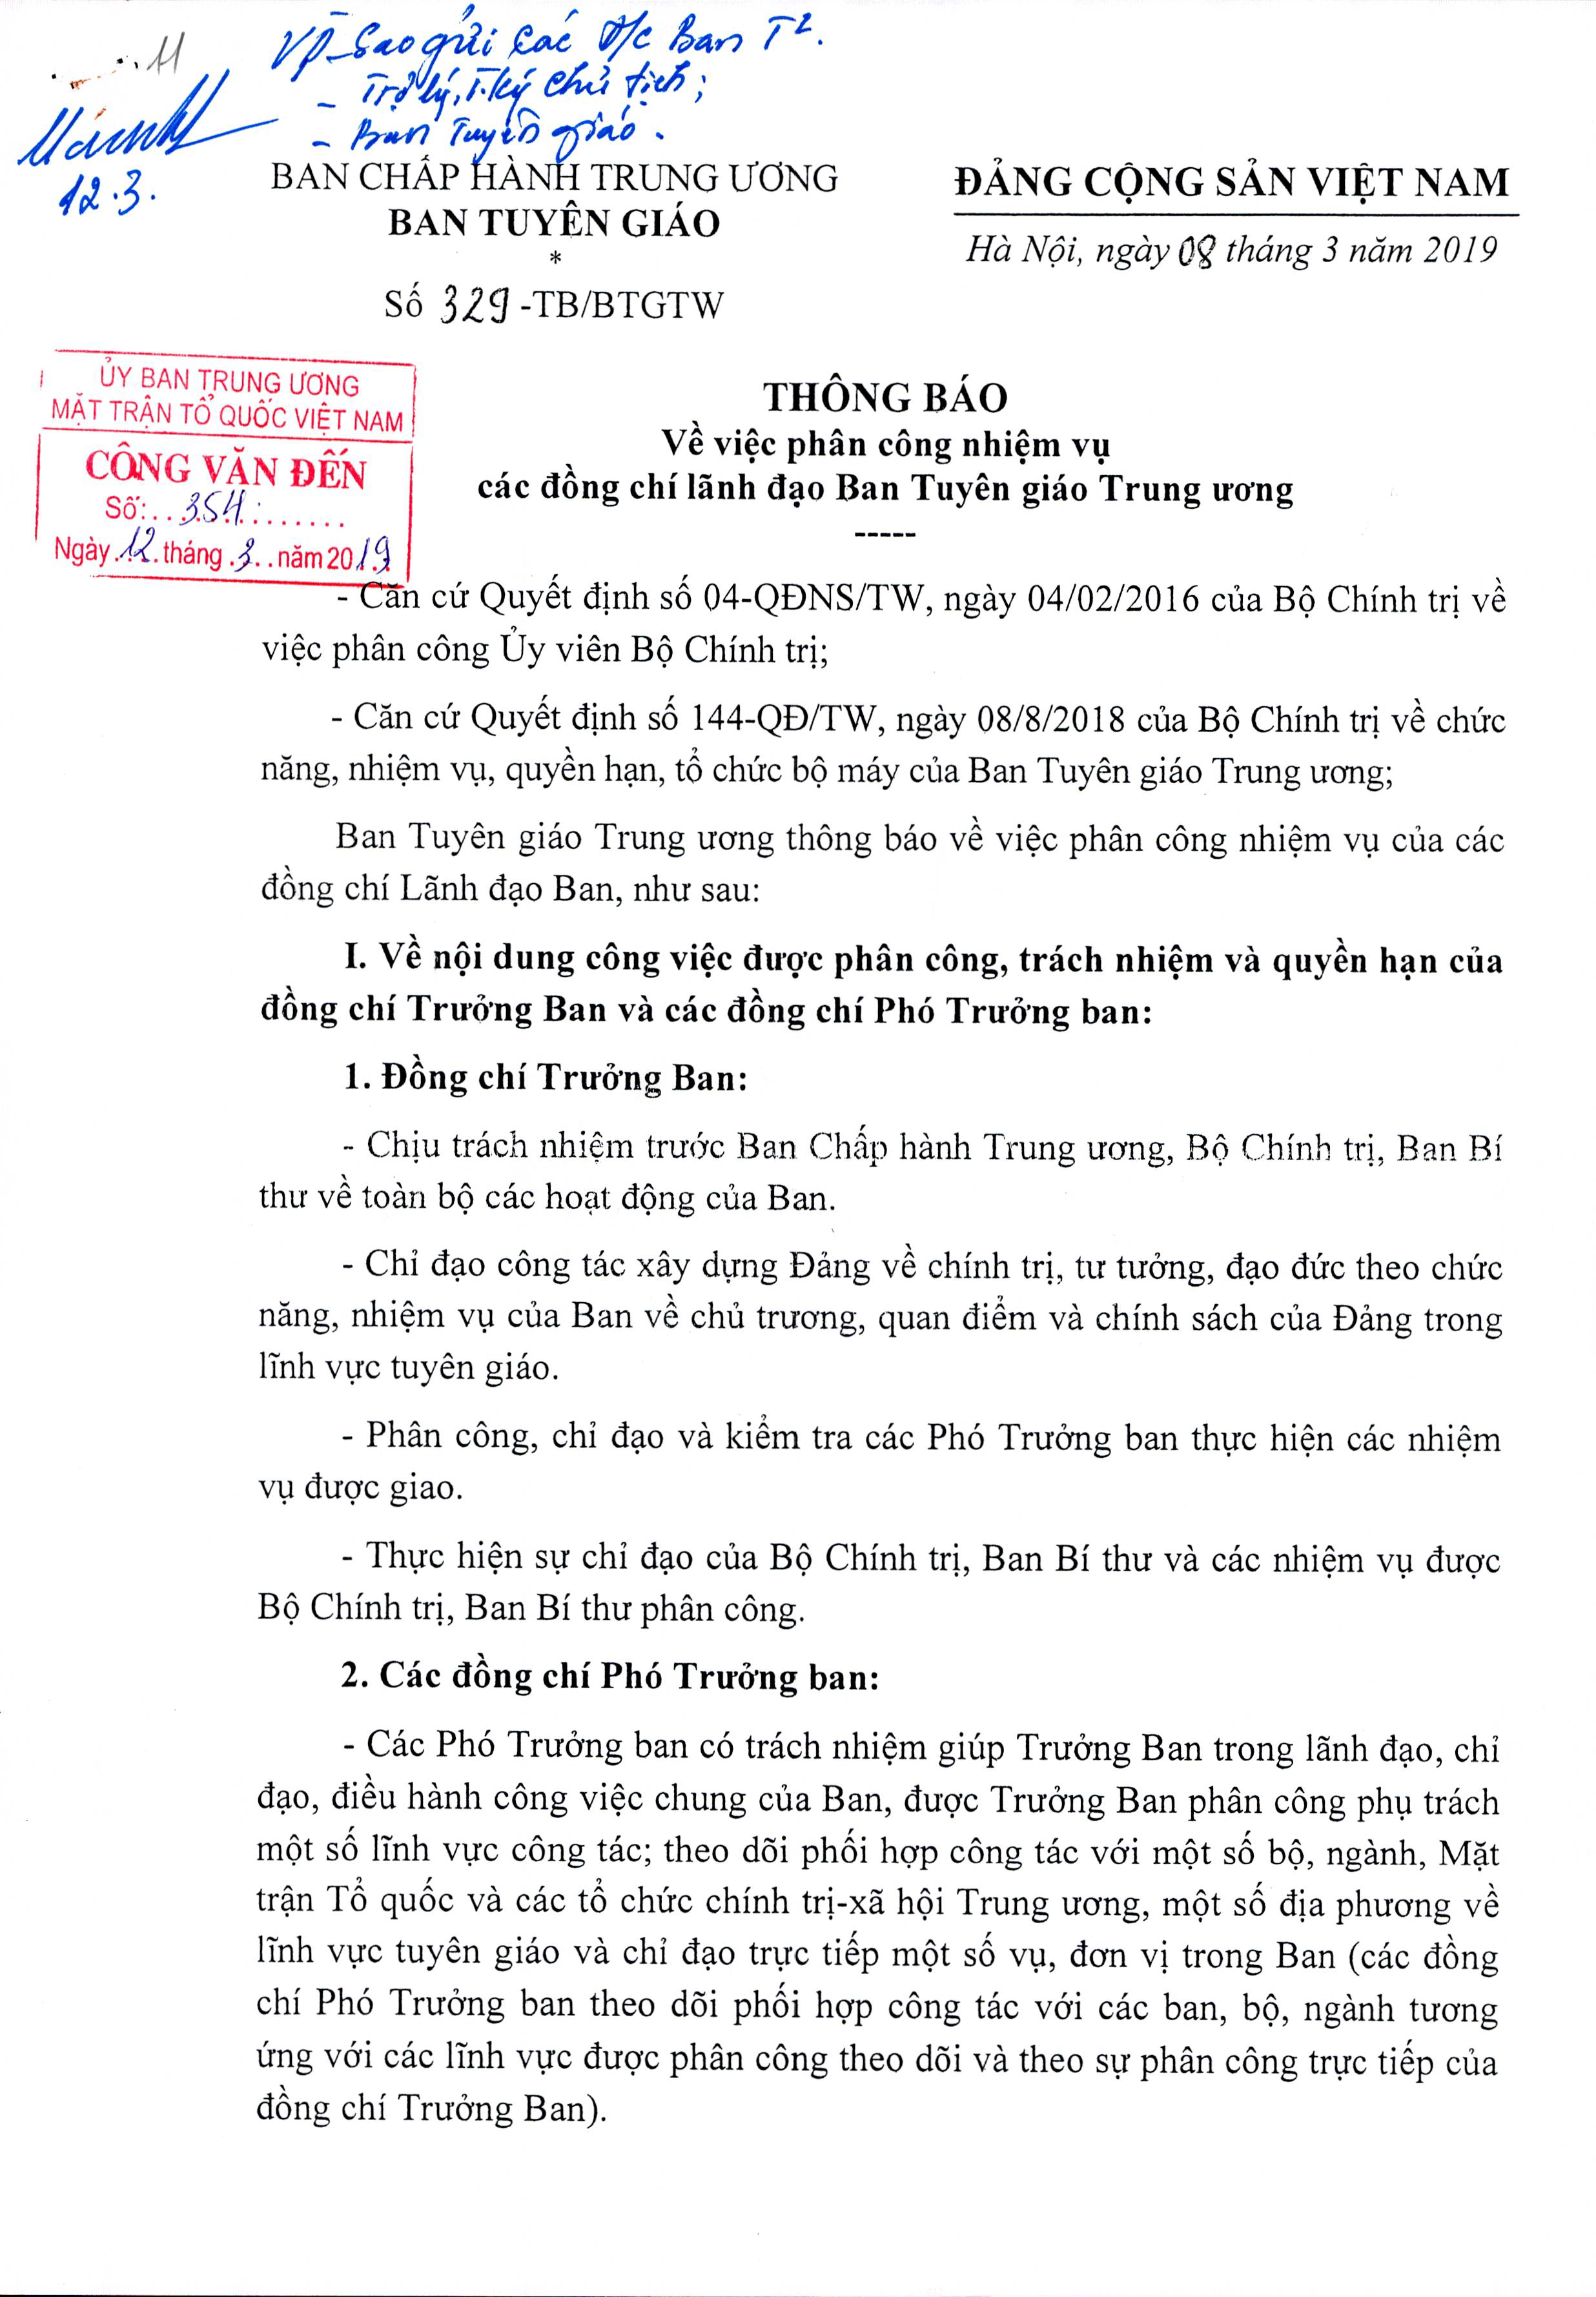 11
VP - Sao gửi các Đ/c Ban T².
- Trợ lý, T.ký Chủ tịch;
- Ban Tuyên giáo.
12.3.
BAN CHẤP HÀNH TRUNG ƯƠNG
BAN TUYÊN GIÁO
*
Số 329 -TB/BTGTW
ĐẢNG CỘNG SẢN VIỆT NAM
Hà Nội, ngày 08 tháng 3 năm 2019
ỦY BAN TRUNG ƯƠNG
MẶT TRẬN TỔ QUỐC VIỆT NAM
CÔNG VĂN ĐẾN
Số: 354
Ngày 12 tháng 3 năm 2019
THÔNG BÁO
Về việc phân công nhiệm vụ
các đồng chí lãnh đạo Ban Tuyên giáo Trung ương
-----
- Căn cứ Quyết định số 04-QĐNS/TW, ngày 04/02/2016 của Bộ Chính trị về
việc phân công Ủy viên Bộ Chính trị;
- Căn cứ Quyết định số 144-QĐ/TW, ngày 08/8/2018 của Bộ Chính trị về chức
năng, nhiệm vụ, quyền hạn, tổ chức bộ máy của Ban Tuyên giáo Trung ương;
Ban Tuyên giáo Trung ương thông báo về việc phân công nhiệm vụ của các
đồng chí Lãnh đạo Ban, như sau:
I. Về nội dung công việc được phân công, trách nhiệm và quyền hạn của
đồng chí Trưởng Ban và các đồng chí Phó Trưởng ban:
1. Đồng chí Trưởng Ban:
- Chịu trách nhiệm trước Ban Chấp hành Trung ương, Bộ Chính trị, Ban Bí
thư về toàn bộ các hoạt động của Ban.
- Chỉ đạo công tác xây dựng Đảng về chính trị, tư tưởng, đạo đức theo chức
năng, nhiệm vụ của Ban về chủ trương, quan điểm và chính sách của Đảng trong
lĩnh vực tuyên giáo.
- Phân công, chỉ đạo và kiểm tra các Phó Trưởng ban thực hiện các nhiệm
vụ được giao.
- Thực hiện sự chỉ đạo của Bộ Chính trị, Ban Bí thư và các nhiệm vụ được
Bộ Chính trị, Ban Bí thư phân công.
2. Các đồng chí Phó Trưởng ban:
- Các Phó Trưởng ban có trách nhiệm giúp Trưởng Ban trong lãnh đạo, chỉ
đạo, điều hành công việc chung của Ban, được Trưởng Ban phân công phụ trách
một số lĩnh vực công tác; theo dõi phối hợp công tác với một số bộ, ngành, Mặt
trận Tổ quốc và các tổ chức chính trị-xã hội Trung ương, một số địa phương về
lĩnh vực tuyên giáo và chỉ đạo trực tiếp một số vụ, đơn vị trong Ban (các đồng
chí Phó Trưởng ban theo dõi phối hợp công tác với các ban, bộ, ngành tương
ứng với các lĩnh vực được phân công theo dõi và theo sự phân công trực tiếp của
đồng chí Trưởng Ban).